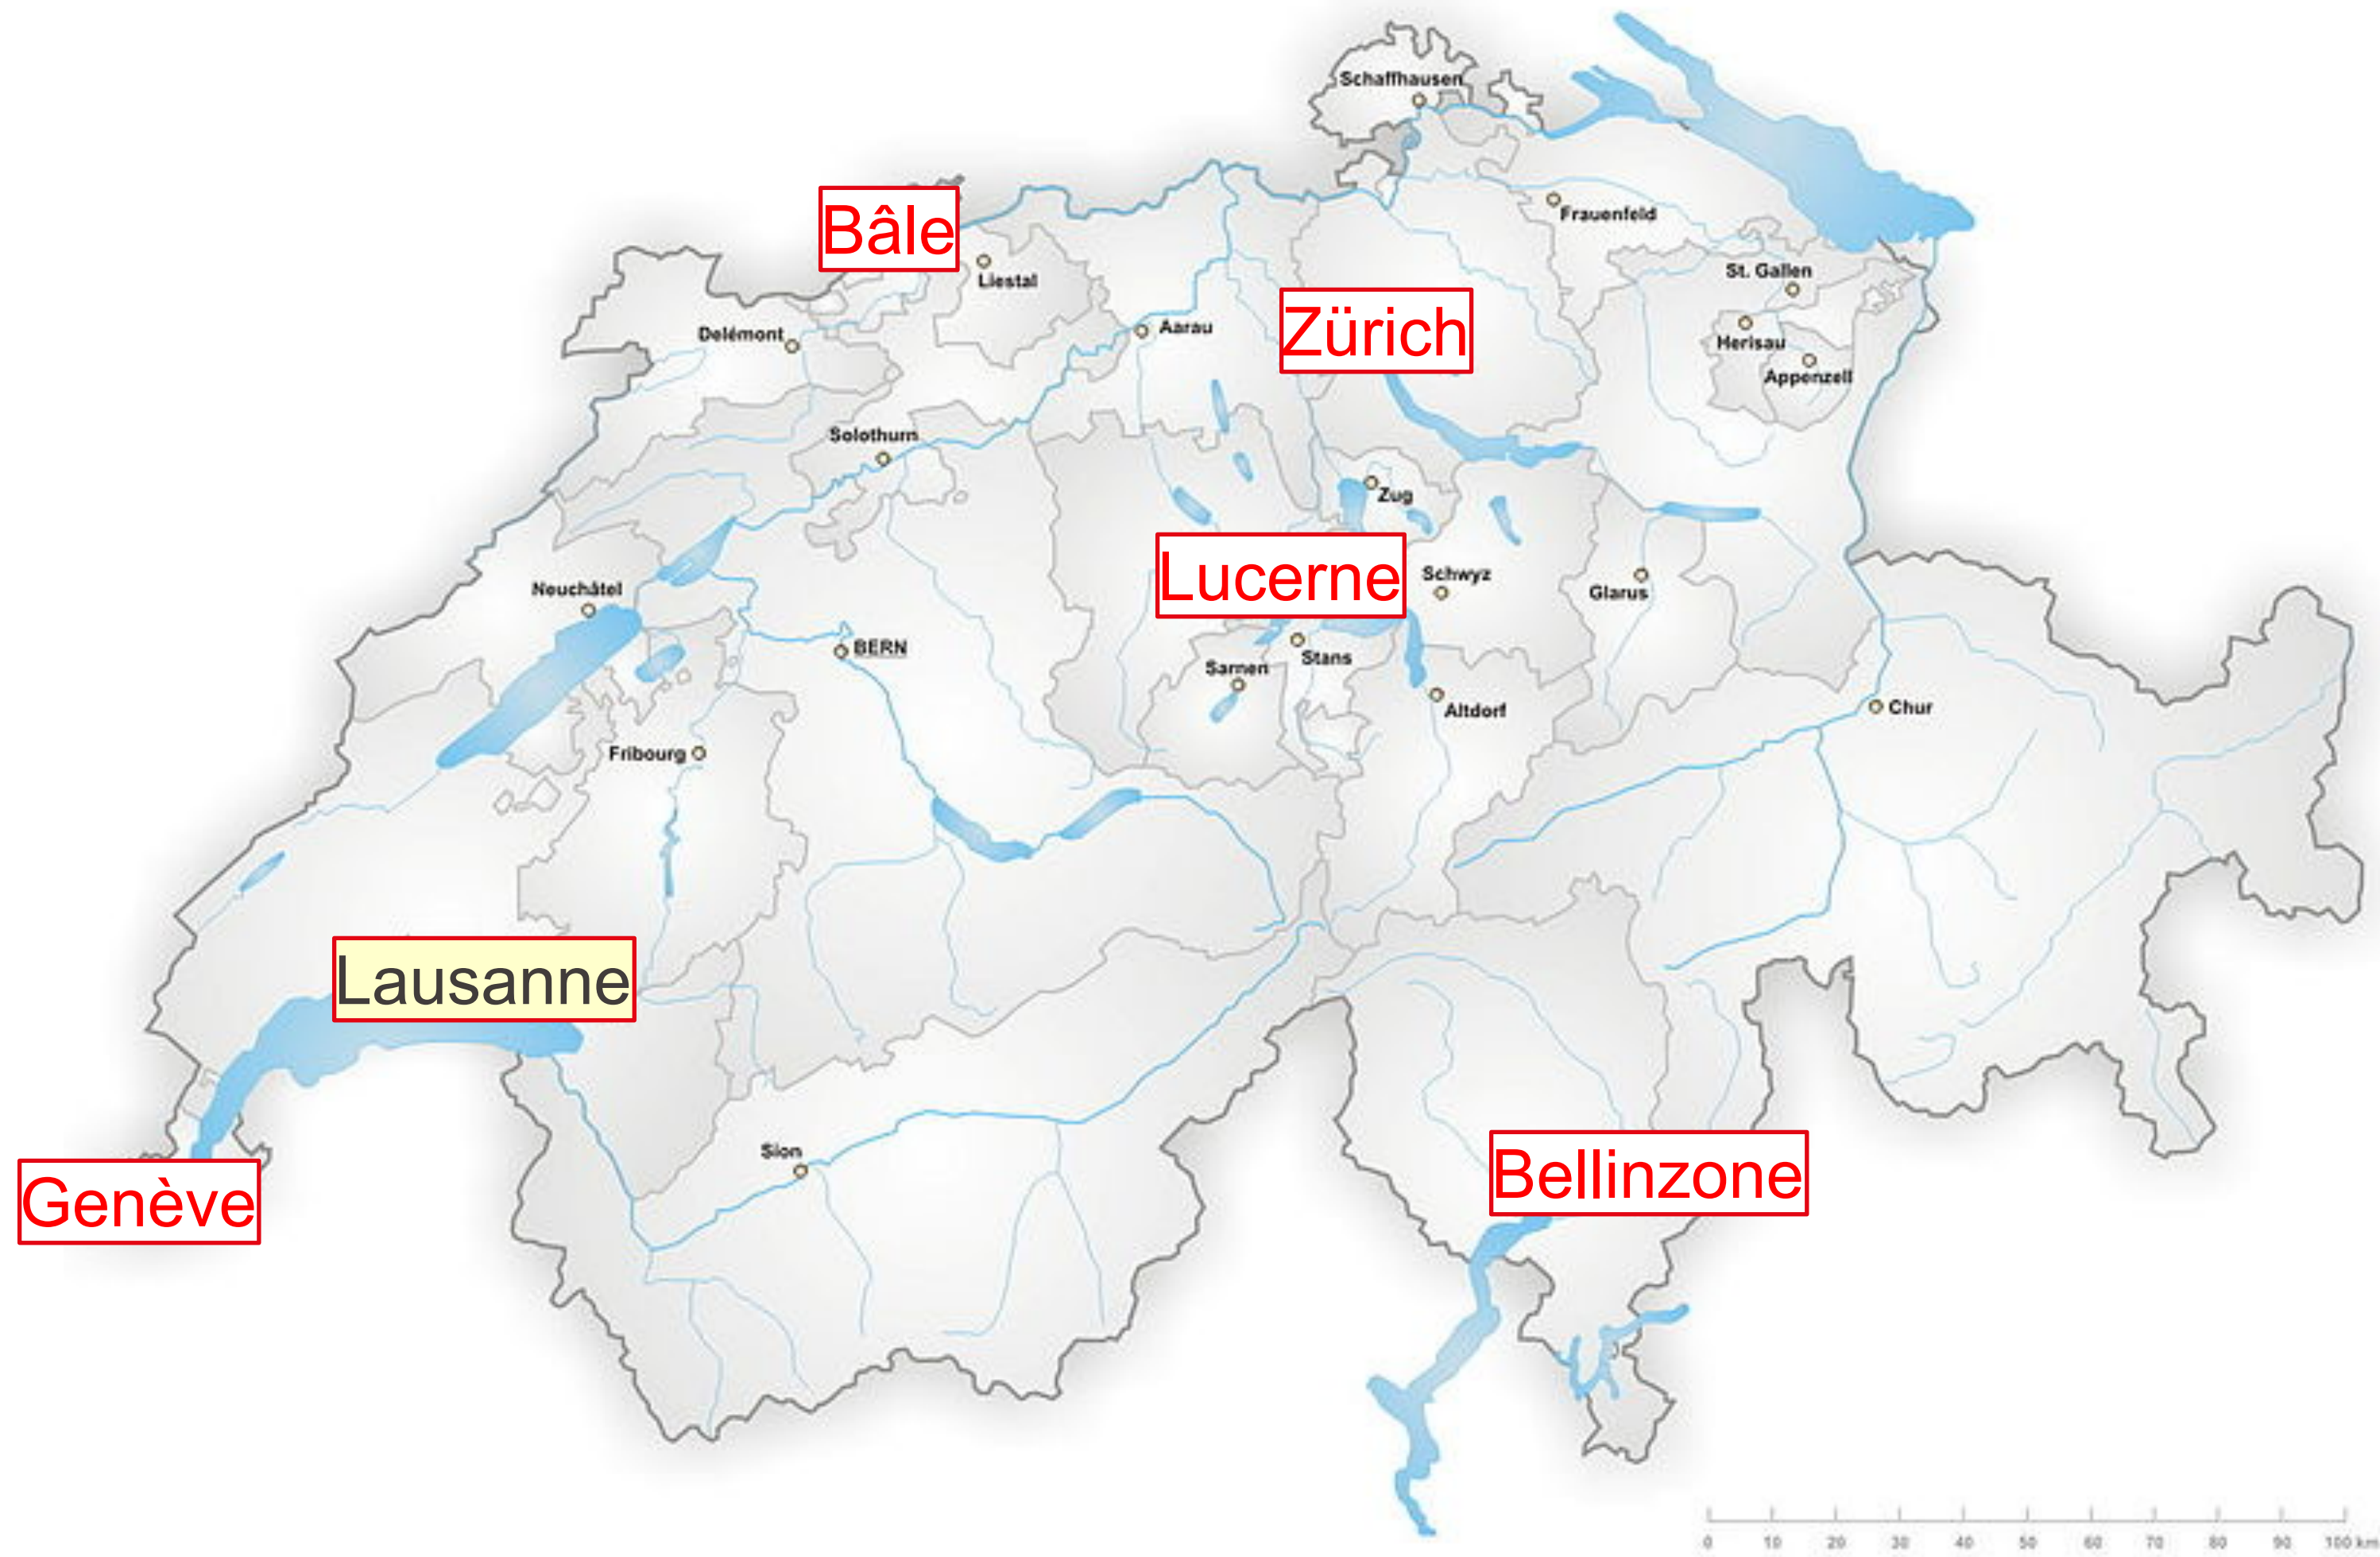 Schaffhausen
Bâle
Frauenfeld
Liestal
St. Gallen
Zürich
Delémont
Aarau
Herisau
Appenzell
Solothurn
Zug
Lucerne
Schwyz
Glarus
Neuchâtel
BERN
Stans
Sarnen
Altdorf
Chur
Fribourg
Lausanne
Sion
Bellinzone
Genève
0 10 20 30 40 50 60 70 80 90 100 km